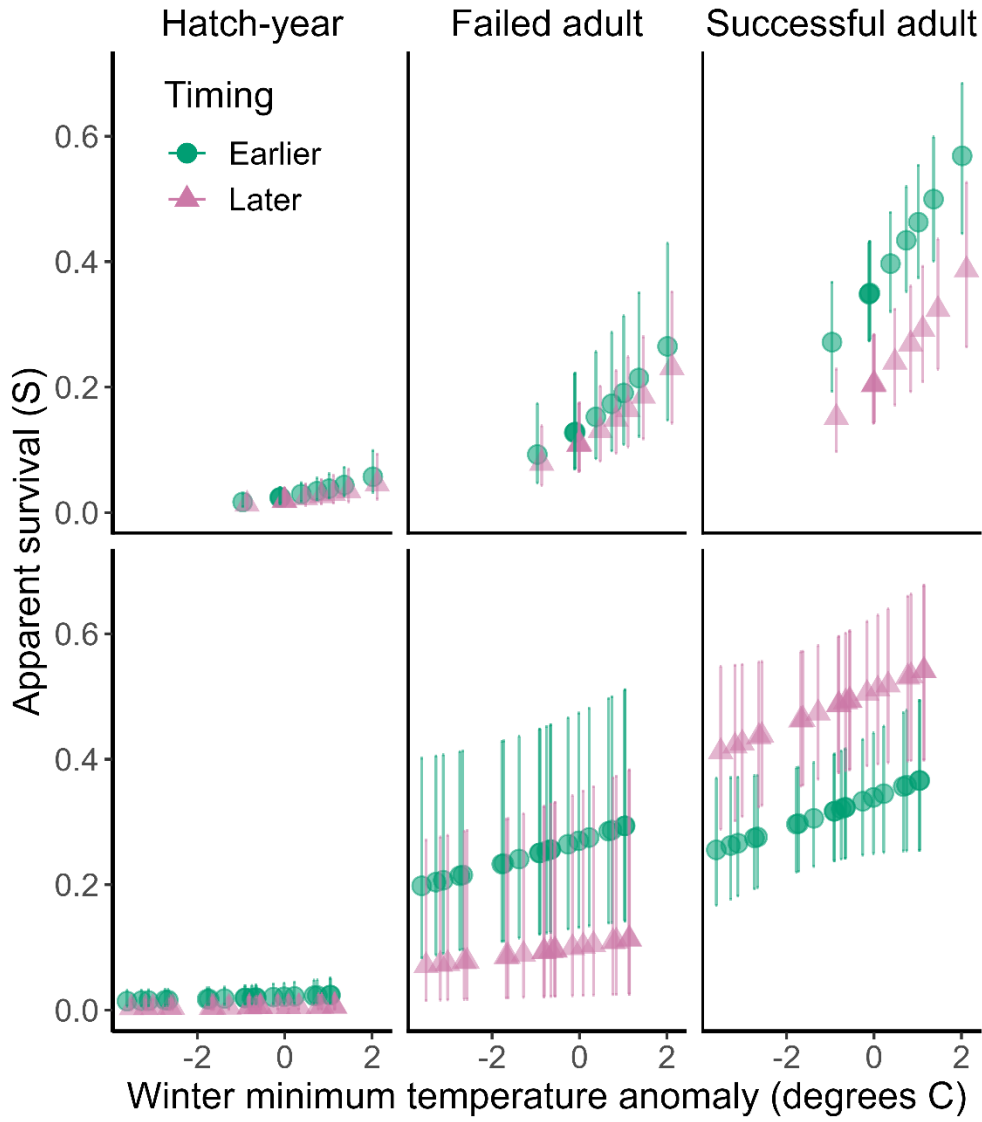 Hatch-year Failed adult Successful adult
Timing
Earlier
Later
0.6
0.4
0.2
0.0
Apparent survival (S)
0.6
0.4
0.2
0.0
-2 0 2 -2 0 2 -2 0 2
Winter minimum temperature anomaly (degrees C)